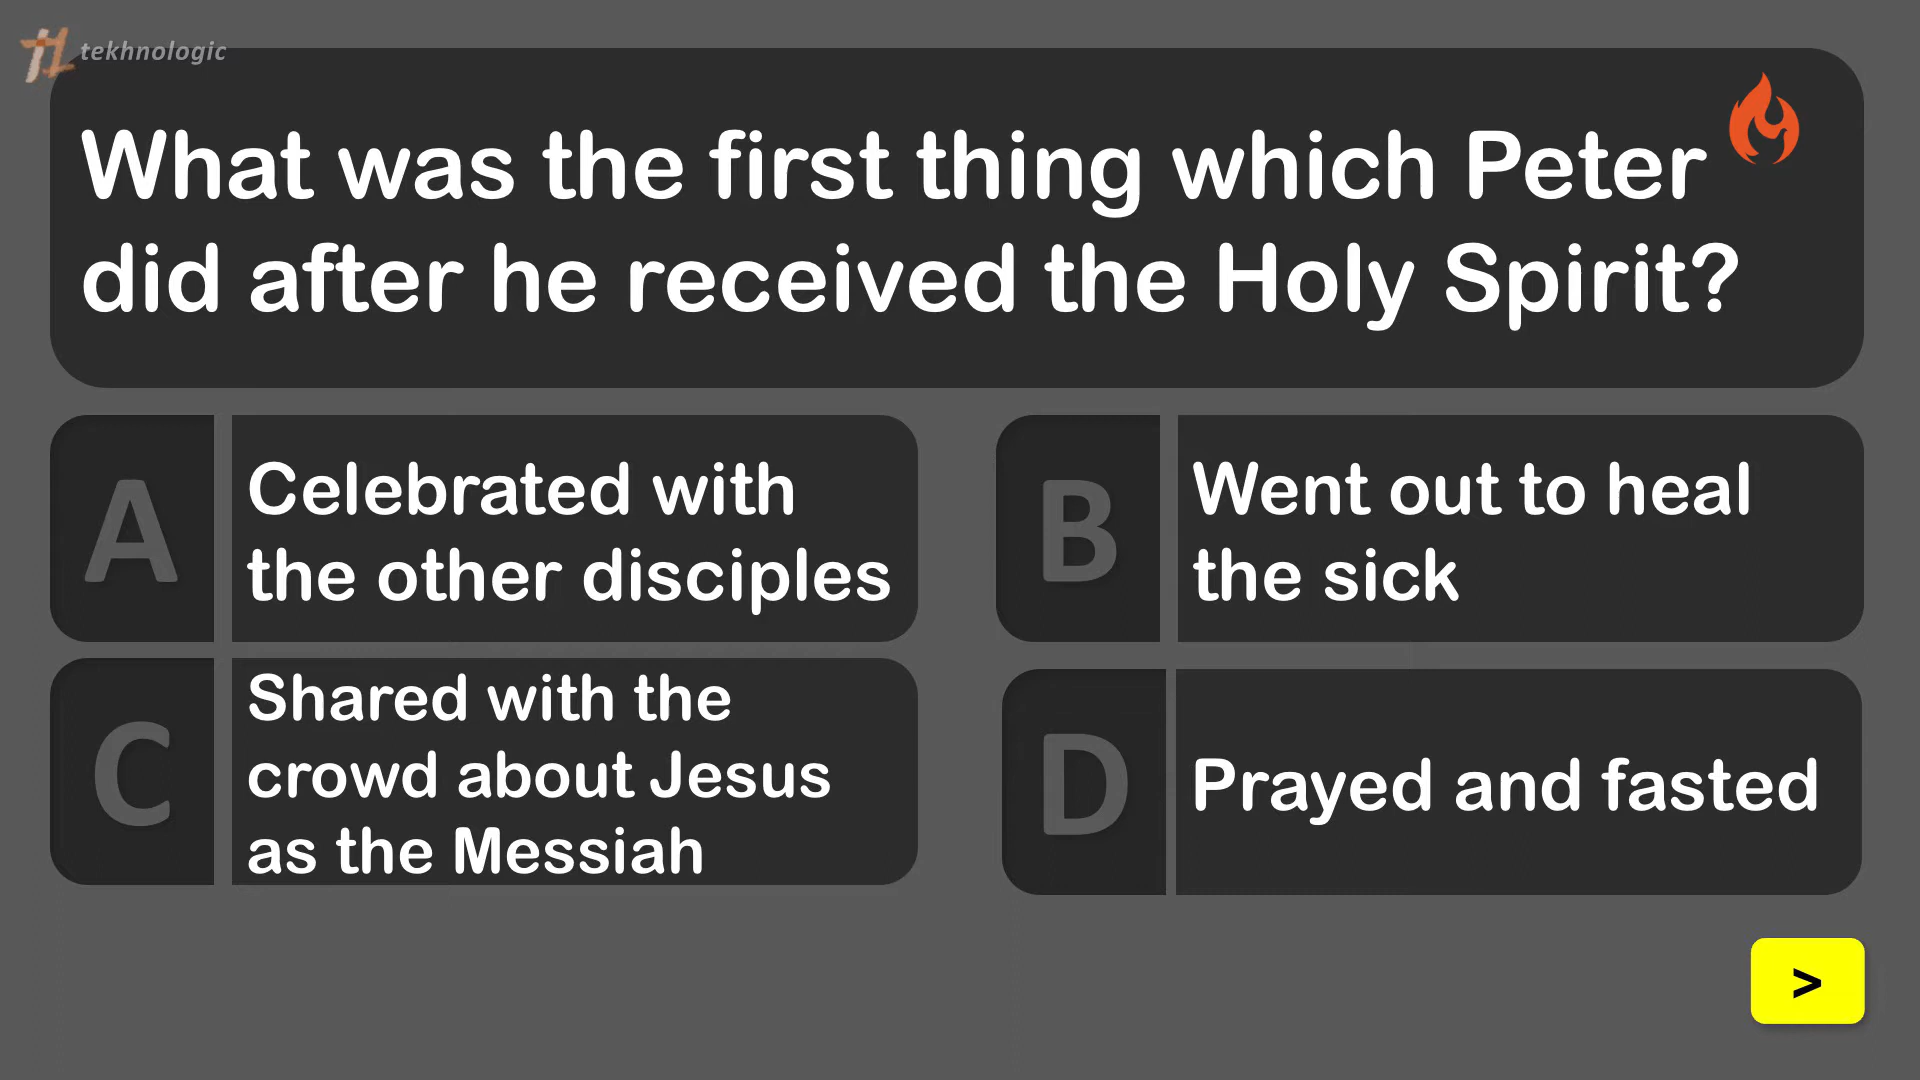 tekhnologic
What was the first thing which Peter
did after he received the Holy Spirit?
A
Celebrated with
the other disciples
B
Went out to heal
the sick
C
Shared with the
crowd about Jesus
as the Messiah
D
Prayed and fasted
>